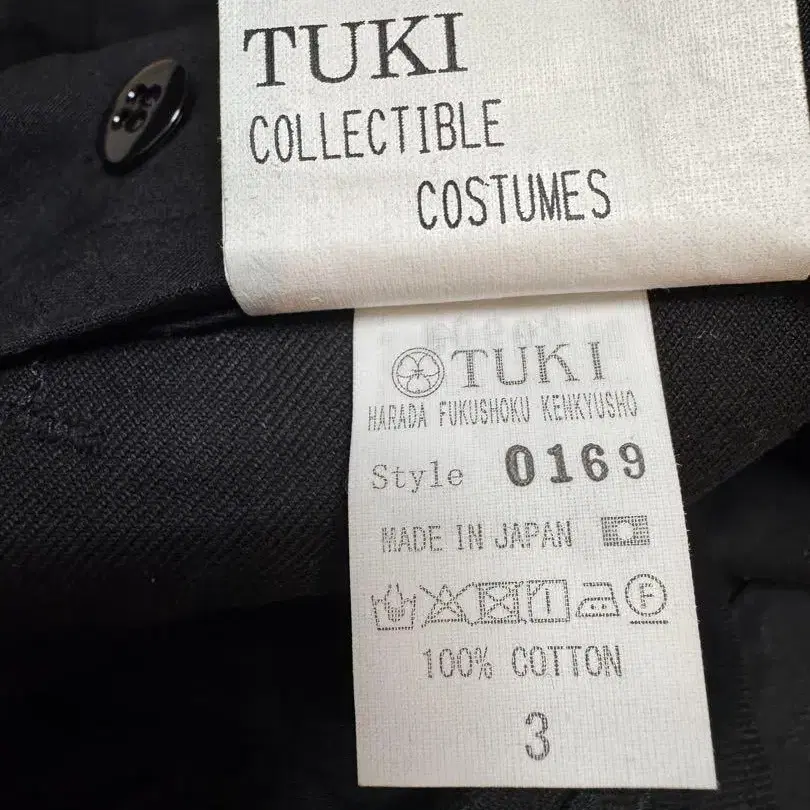 TUKI
COLLECTIBLE
COSTUMES
TUKI
HARADA FUKUSHOKU KENKYUSHO
Style 0169
MADE IN JAPAN
100% COTTON
3